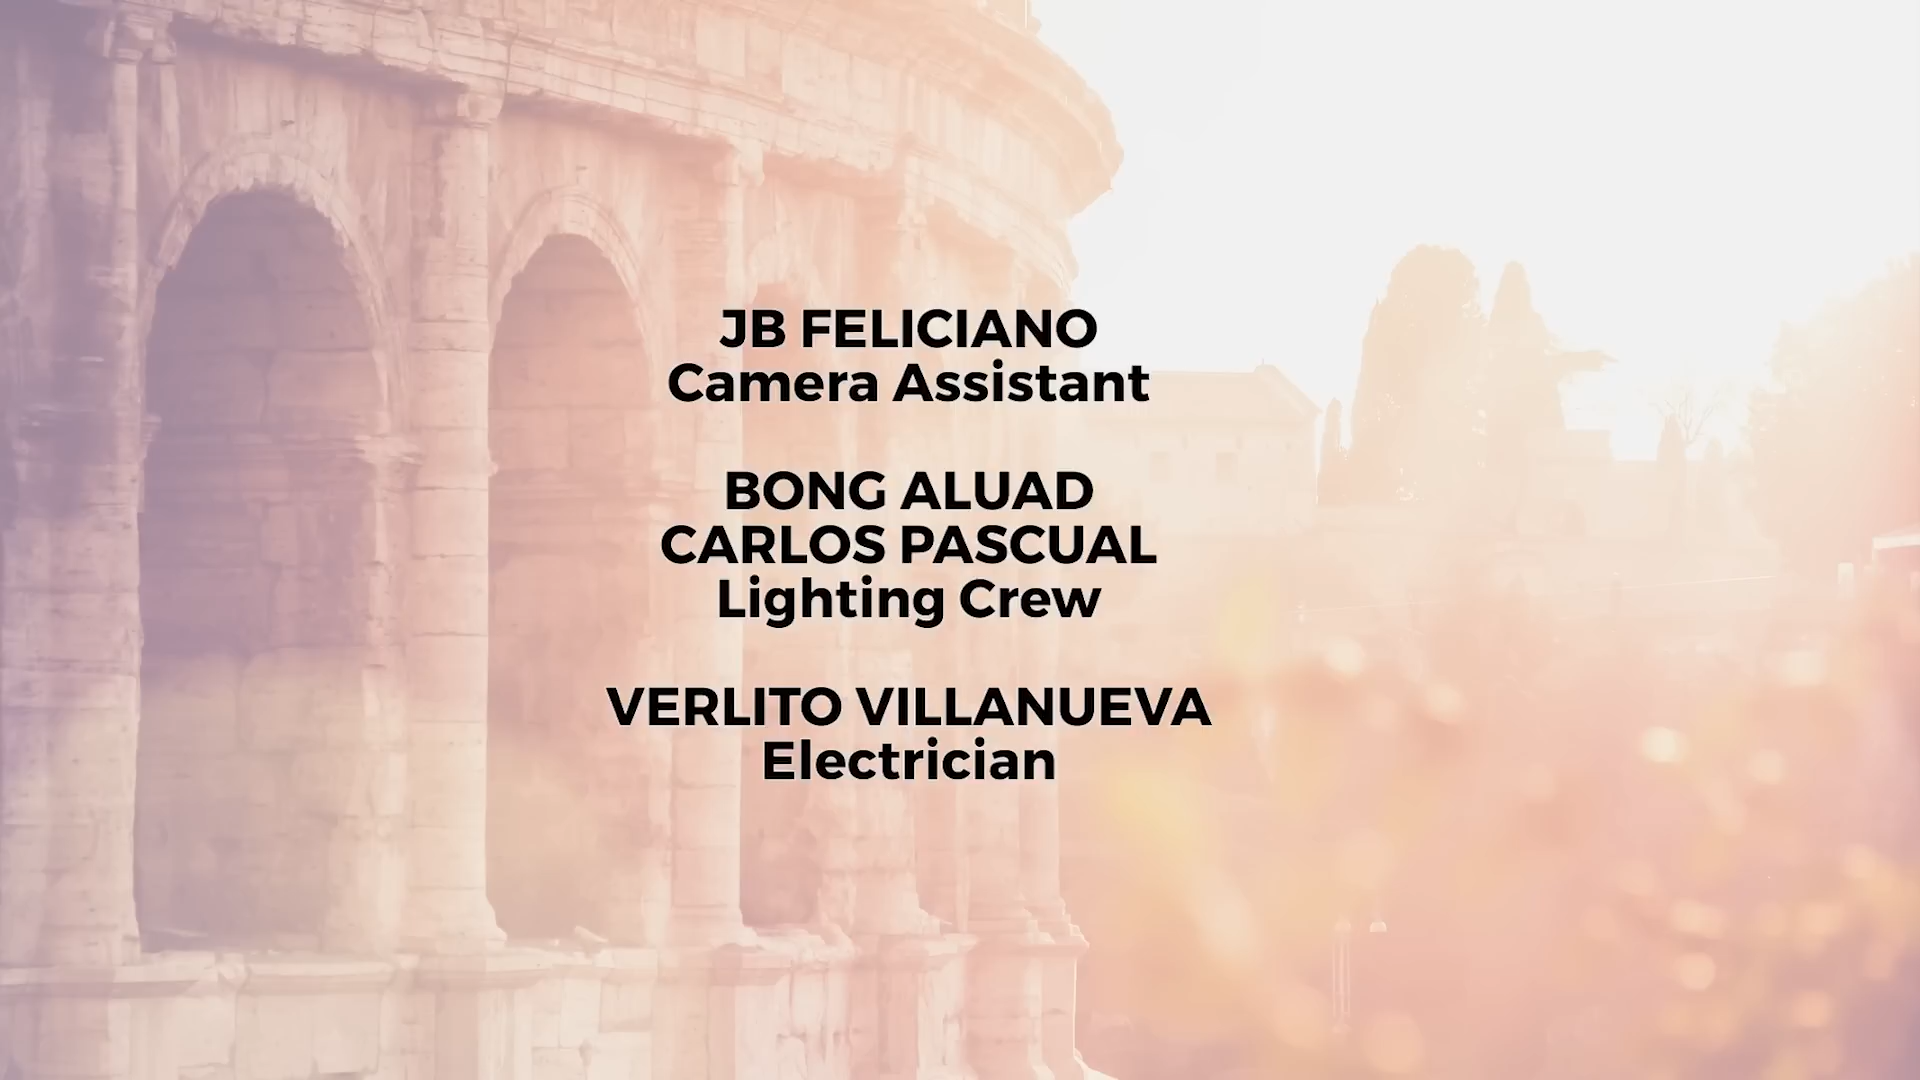 JB FELICIANO
Camera Assistant
BONG ALUAD
CARLOS PASCUAL
Lighting Crew
VERLITO VILLANUEVA
Electrician